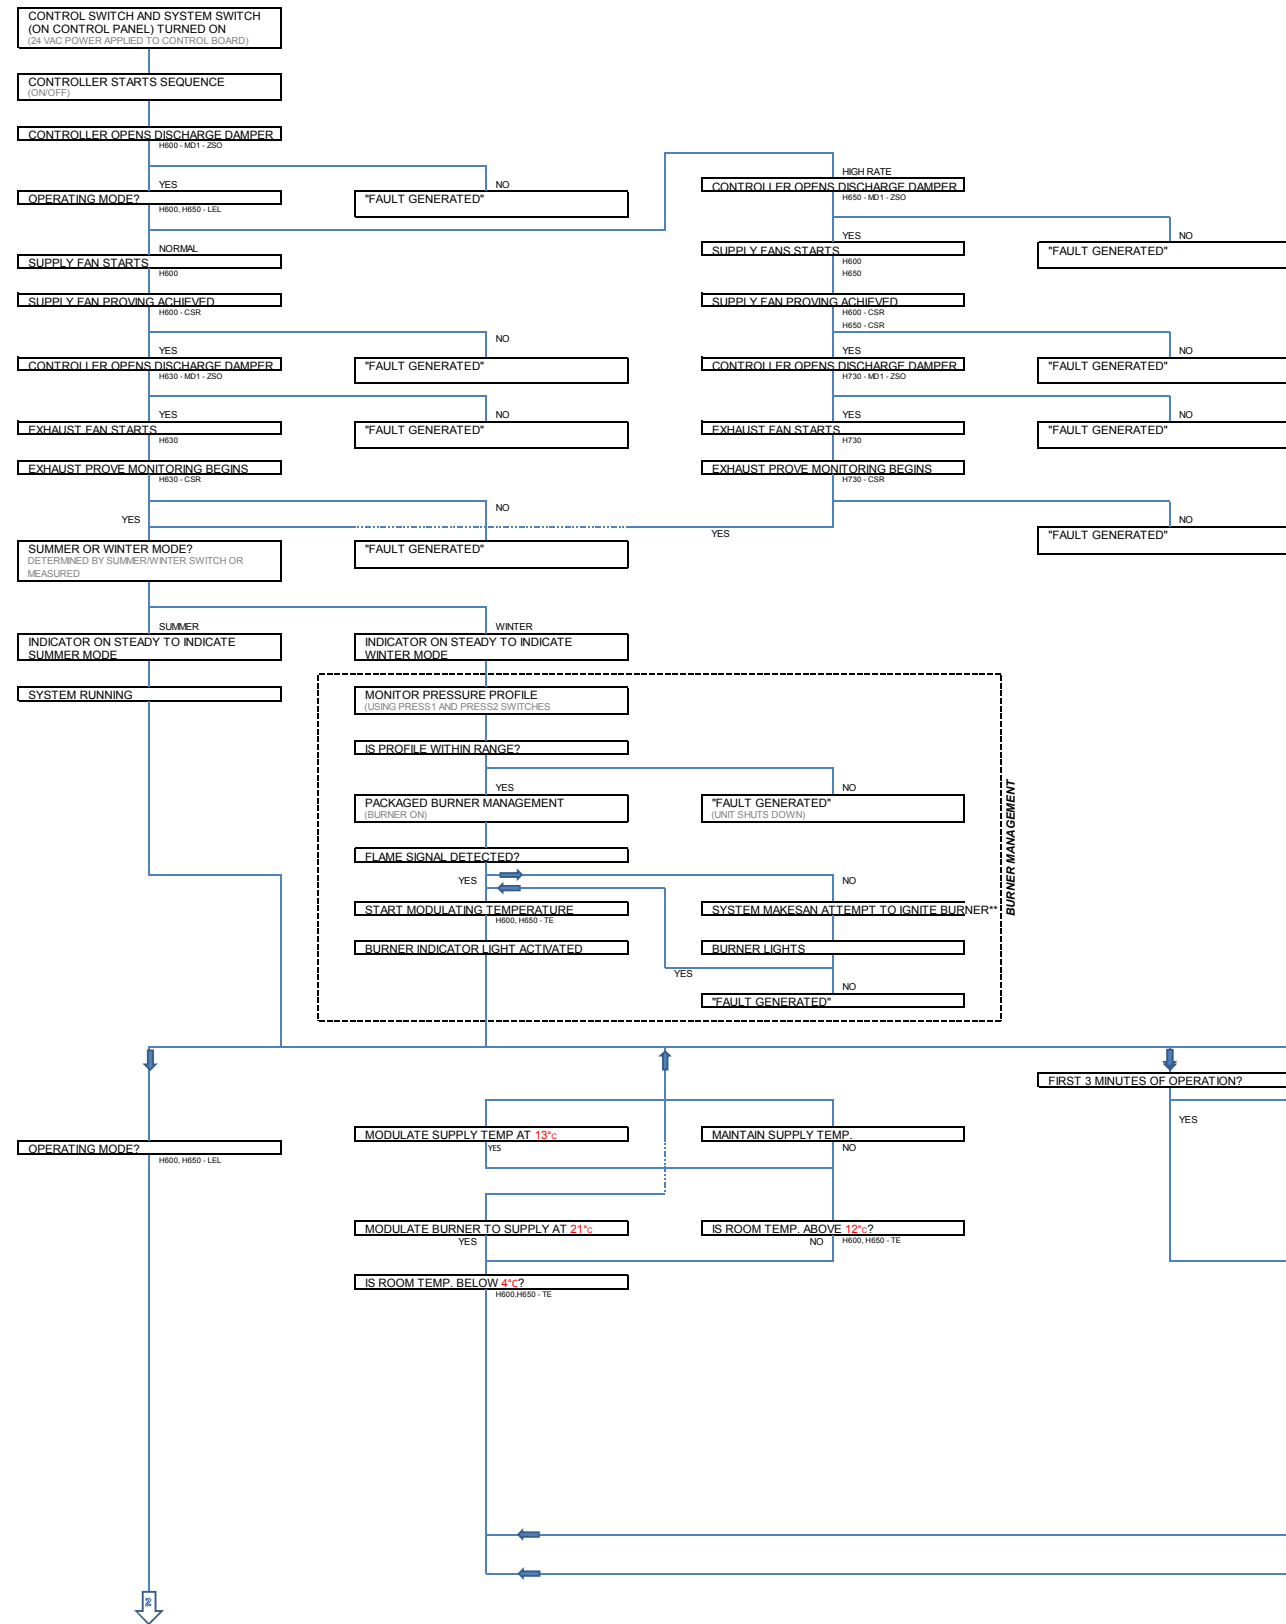 CONTROL SWITCH AND SYSTEM SWITCH
(ON CONTROL PANEL) TURNED ON
(24 VAC POWER APPLIED TO CONTROL BOARD)
CONTROLLER STARTS SEQUENCE
(ON/OFF)
CONTROLLER OPENS DISCHARGE DAMPER
H600 - MD1 - ZSO
YES
NO
OPERATING MODE?
H600, H650 - LEL
"FAULT GENERATED"
HIGH RATE
CONTROLLER OPENS DISCHARGE DAMPER
H650 - MD1 - ZSO
NORMAL
SUPPLY FAN STARTS
H600
YES
NO
SUPPLY FANS STARTS
H600
H650
"FAULT GENERATED"
SUPPLY FAN PROVING ACHIEVED
H600 - CSR
SUPPLY FAN PROVING ACHIEVED
H600 - CSR
H650 - CSR
YES
NO
YES
NO
CONTROLLER OPENS DISCHARGE DAMPER
H630 - MD1 - ZSO
"FAULT GENERATED"
CONTROLLER OPENS DISCHARGE DAMPER
H730 - MD1 - ZSO
"FAULT GENERATED"
YES
NO
YES
NO
EXHAUST FAN STARTS
H630
"FAULT GENERATED"
EXHAUST FAN STARTS
H730
"FAULT GENERATED"
EXHAUST PROVE MONITORING BEGINS
H630 - CSR
EXHAUST PROVE MONITORING BEGINS
H730 - CSR
YES
NO
YES
NO
SUMMER OR WINTER MODE?
DETERMINED BY SUMMER/WINTER SWITCH OR
MEASURED
"FAULT GENERATED"
"FAULT GENERATED"
SUMMER
WINTER
INDICATOR ON STEADY TO INDICATE
SUMMER MODE
INDICATOR ON STEADY TO INDICATE
WINTER MODE
SYSTEM RUNNING
MONITOR PRESSURE PROFILE
(USING PRESS1 AND PRESS2 SWITCHES
IS PROFILE WITHIN RANGE?
YES
NO
PACKAGED BURNER MANAGEMENT
(BURNER ON)
"FAULT GENERATED"
(UNIT SHUTS DOWN)
BURNER MANAGEMENT
FLAME SIGNAL DETECTED?
YES
NO
START MODULATING TEMPERATURE
H600, H650 - TE
SYSTEM MAKESAN ATTEMPT TO IGNITE BURNER**
BURNER INDICATOR LIGHT ACTIVATED
BURNER LIGHTS
YES
NO
"FAULT GENERATED"
FIRST 3 MINUTES OF OPERATION?
YES
MODULATE SUPPLY TEMP AT 13°c
YES
MAINTAIN SUPPLY TEMP.
NO
OPERATING MODE?
H600, H650 - LEL
MODULATE BURNER TO SUPPLY AT 21°c
YES
IS ROOM TEMP. ABOVE 12°c?
NO
H600, H650 - TE
IS ROOM TEMP. BELOW 4°C?
H600,H650 - TE
2